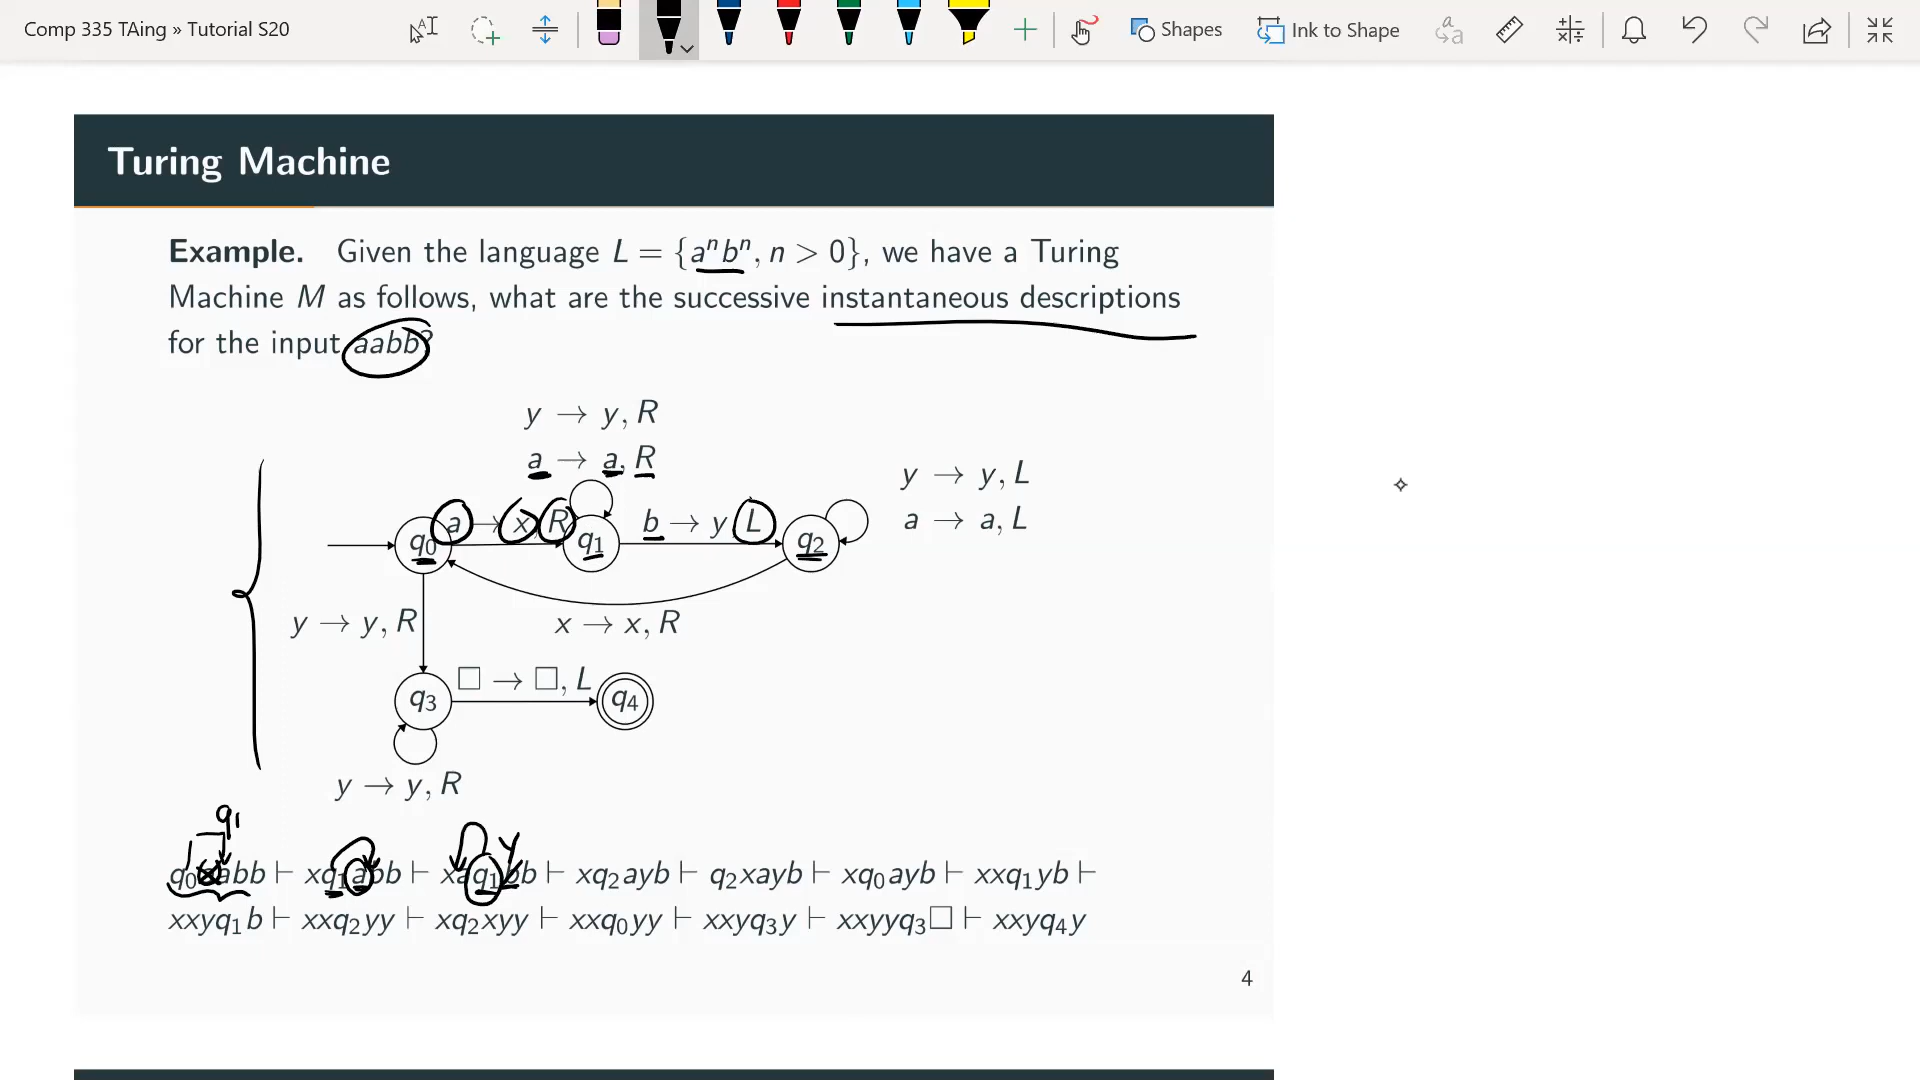 Comp 335 TAing » Tutorial S20
Shapes
Ink to Shape
Turing Machine
Example. Given the language L = {aⁿbⁿ, n > 0}, we have a Turing
Machine M as follows, what are the successive instantaneous descriptions
for the input aabb?
y → y, R
a → a, R
y → y, L
a → a, L
a → x, R
b → y, L
q₀
q₁
q₂
y → y, R
x → x, R
□ → □, L
q₃
q₄
y → y, R
q₁
y
q₀aabb ⊢ xq₁abb ⊢ xaq₁bb ⊢ xq₂ayb ⊢ q₂xayb ⊢ xq₀ayb ⊢ xxq₁yb ⊢
xxyq₁b ⊢ xxq₂yy ⊢ xq₂xyy ⊢ xxq₀yy ⊢ xxyq₃y ⊢ xxyyq₃□ ⊢ xxyq₄y
4